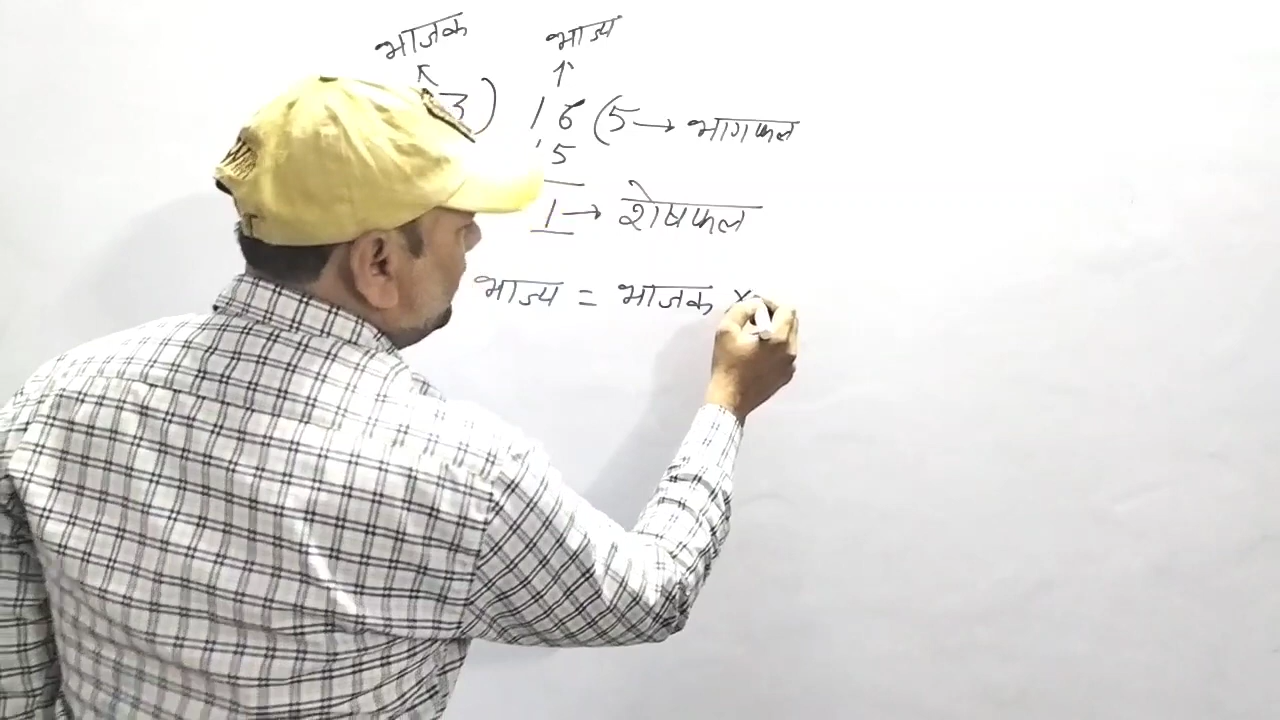 भाजक भाज्य
↖ ↑
3) 16 (5 → भागफल
15
1 → शेषफल
भाज्य = भाजक ×